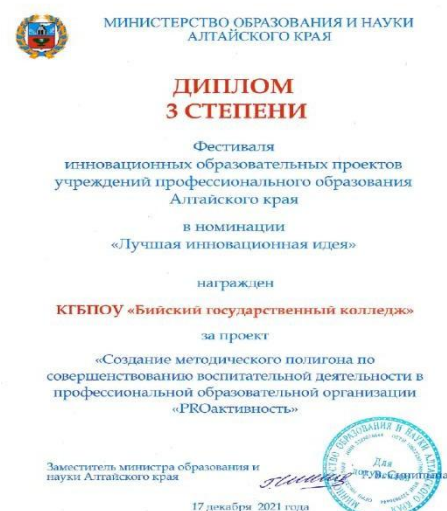 МИНИСТЕРСТВО ОБРАЗОВАНИЯ И НАУКИ
АЛТАЙСКОГО КРАЯ
ДИПЛОМ
3 СТЕПЕНИ
Фестиваля
инновационных образовательных проектов
учреждений профессионального образования
Алтайского края
в номинации
«Лучшая инновационная идея»
награжден
КГБПОУ «Бийский государственный колледж»
за проект
«Создание методического полигона по
совершенствованию воспитательной деятельности в
профессиональной образовательной организации
«PROактивность»
Заместитель министра образования и
науки Алтайского края
Для
17 декабря 2021 года